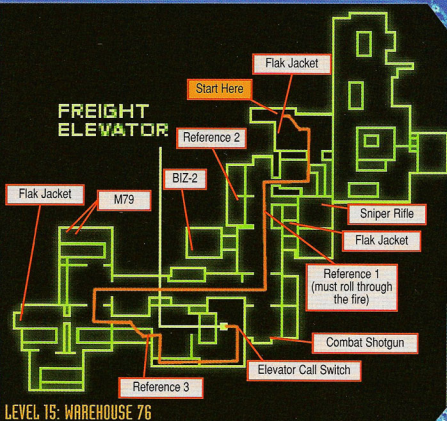 Flak Jacket
Start Here
FREIGHT
ELEVATOR
Reference 2
BIZ-2
Flak Jacket
M79
Sniper Rifle
Flak Jacket
Reference 1
(must roll through
the fire)
Combat Shotgun
Elevator Call Switch
Reference 3
LEVEL 15: WAREHOUSE 76